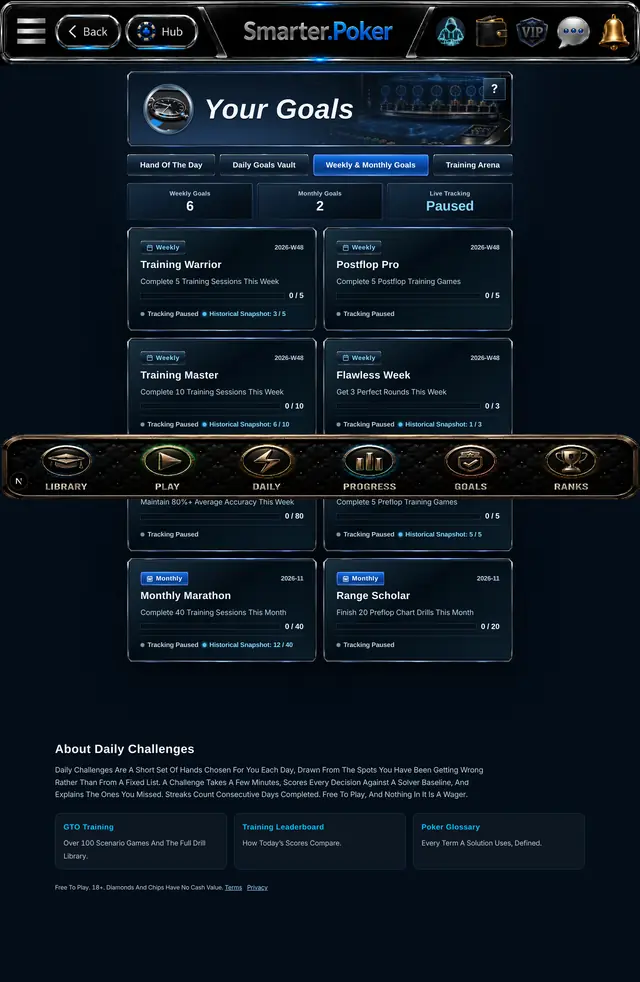 Back
Hub
Smarter.Poker
VIP
Your Goals
?
Hand Of The Day
Daily Goals Vault
Weekly & Monthly Goals
Training Arena
Weekly Goals
6
Monthly Goals
2
Live Tracking
Paused
Weekly
2026-W48
Training Warrior
Complete 5 Training Sessions This Week
0 / 5
Tracking Paused
Historical Snapshot: 3 / 5
Weekly
2026-W48
Postflop Pro
Complete 5 Postflop Training Games
0 / 5
Tracking Paused
Weekly
2026-W48
Training Master
Complete 10 Training Sessions This Week
0 / 10
Tracking Paused
Historical Snapshot: 6 / 10
Weekly
2026-W48
Flawless Week
Get 3 Perfect Rounds This Week
0 / 3
Tracking Paused
Historical Snapshot: 1 / 3
N
LIBRARY
PLAY
DAILY
PROGRESS
GOALS
RANKS
Maintain 80%+ Average Accuracy This Week
0 / 80
Tracking Paused
Complete 5 Preflop Training Games
0 / 5
Tracking Paused
Historical Snapshot: 5 / 5
Monthly
2026-11
Monthly Marathon
Complete 40 Training Sessions This Month
0 / 40
Tracking Paused
Historical Snapshot: 12 / 40
Monthly
2026-11
Range Scholar
Finish 20 Preflop Chart Drills This Month
0 / 20
Tracking Paused
About Daily Challenges
Daily Challenges Are A Short Set Of Hands Chosen For You Each Day, Drawn From The Spots You Have Been Getting Wrong
Rather Than From A Fixed List. A Challenge Takes A Few Minutes, Scores Every Decision Against A Solver Baseline, And
Explains The Ones You Missed. Streaks Count Consecutive Days Completed. Free To Play, And Nothing In It Is A Wager.
GTO Training
Over 100 Scenario Games And The Full Drill
Library.
Training Leaderboard
How Today's Scores Compare.
Poker Glossary
Every Term A Solution Uses, Defined.
Free To Play. 18+. Diamonds And Chips Have No Cash Value. Terms Privacy